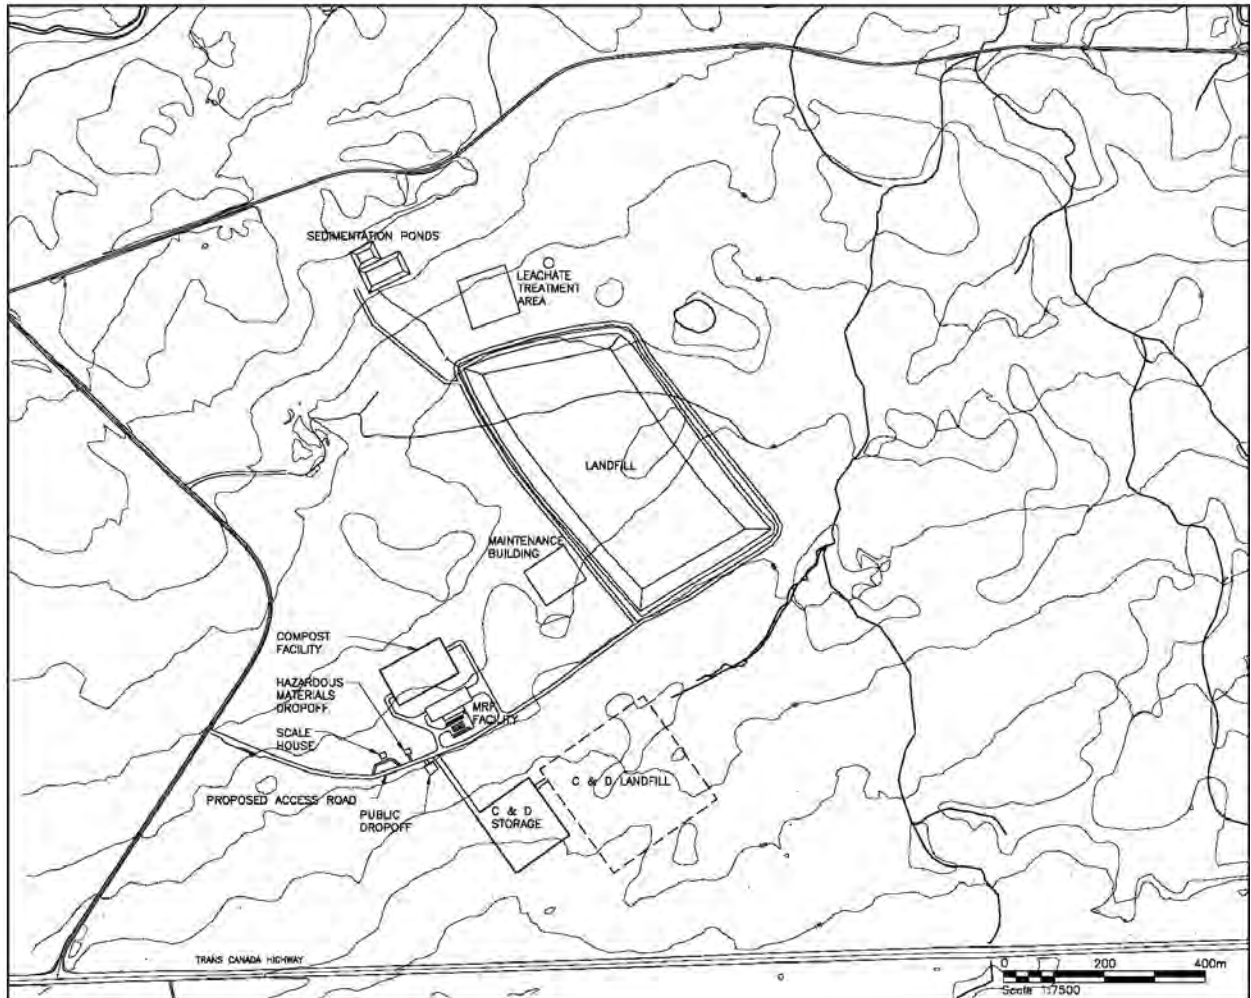 SEDIMENTATION PONDS
LEACHATE
TREATMENT
AREA
LANDFILL
MAINTENANCE
BUILDING
COMPOST
FACILITY
HAZARDOUS
MATERIALS
DROPOFF
MRF
FACILITY
SCALE
HOUSE
C & D LANDFILL
PROPOSED ACCESS ROAD
PUBLIC
DROPOFF
C & D
STORAGE
TRANS CANADA HIGHWAY
0 200 400m
Scale 1:7500